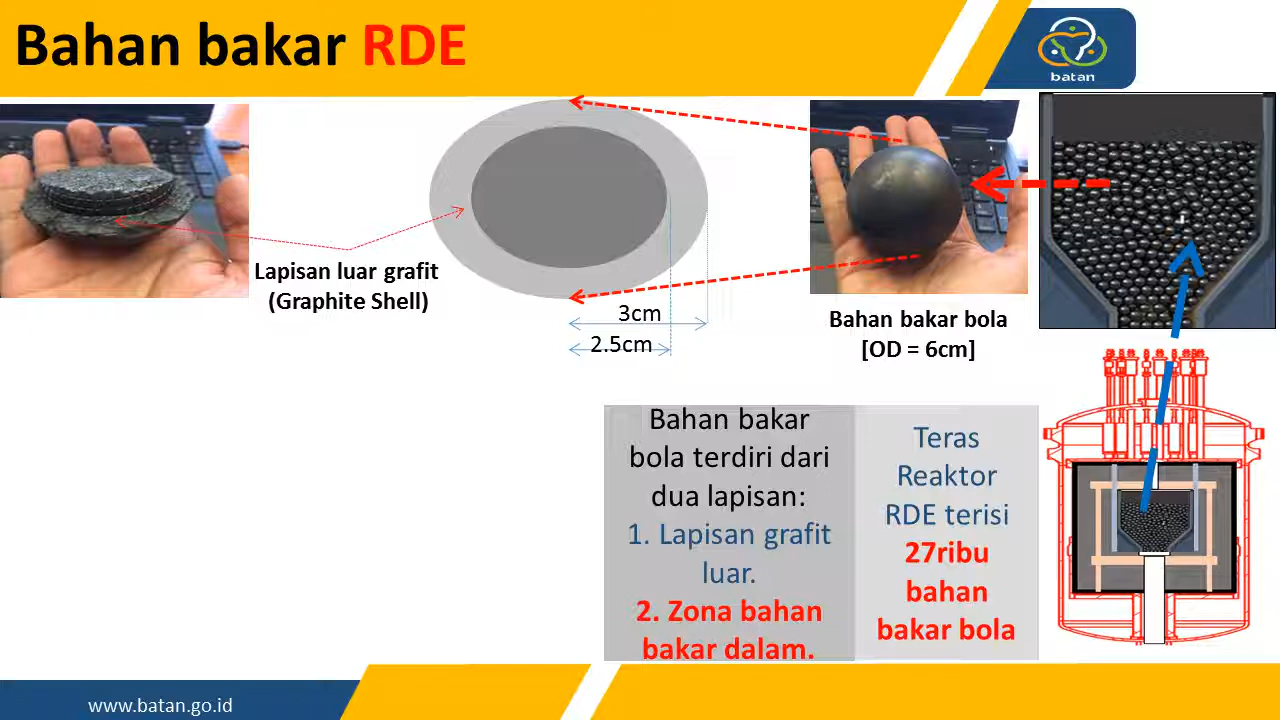 Bahan bakar RDE
batan
Lapisan luar grafit
(Graphite Shell)
3cm
2.5cm
Bahan bakar bola
[OD = 6cm]
Bahan bakar
bola terdiri dari
dua lapisan:
1. Lapisan grafit
luar.
2. Zona bahan
bakar dalam.
Teras
Reaktor
RDE terisi
27ribu
bahan
bakar bola
www.batan.go.id